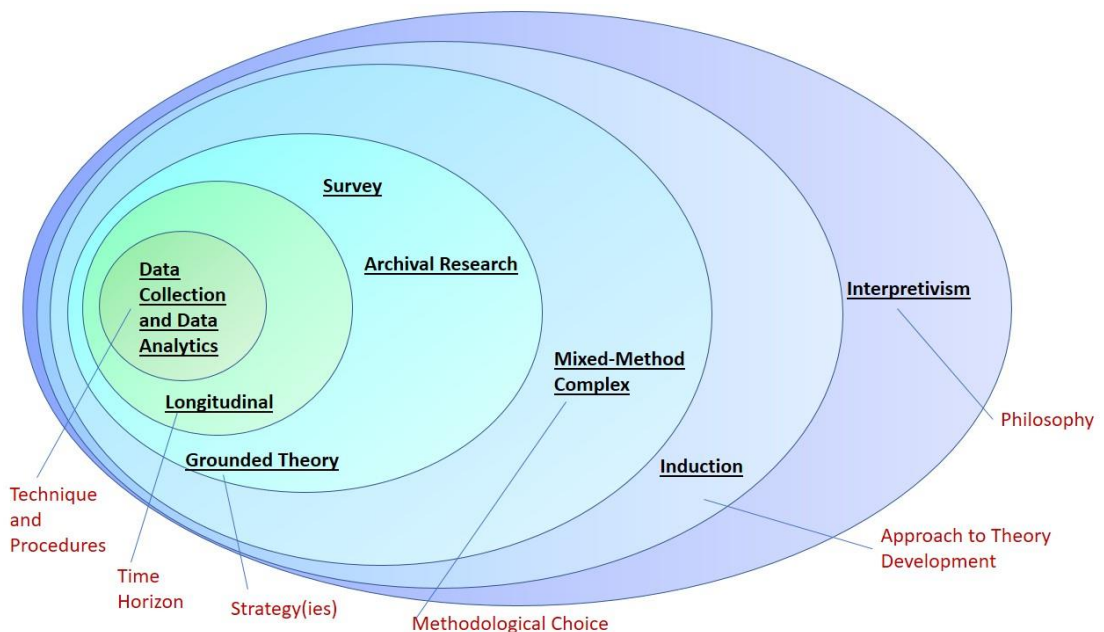 Survey
Archival Research
Data
Collection
and Data
Analytics
Interpretivism
Mixed-Method
Complex
Longitudinal
Philosophy
Grounded Theory
Induction
Technique
and
Procedures
Approach to Theory
Development
Time
Horizon
Strategy(ies)
Methodological Choice